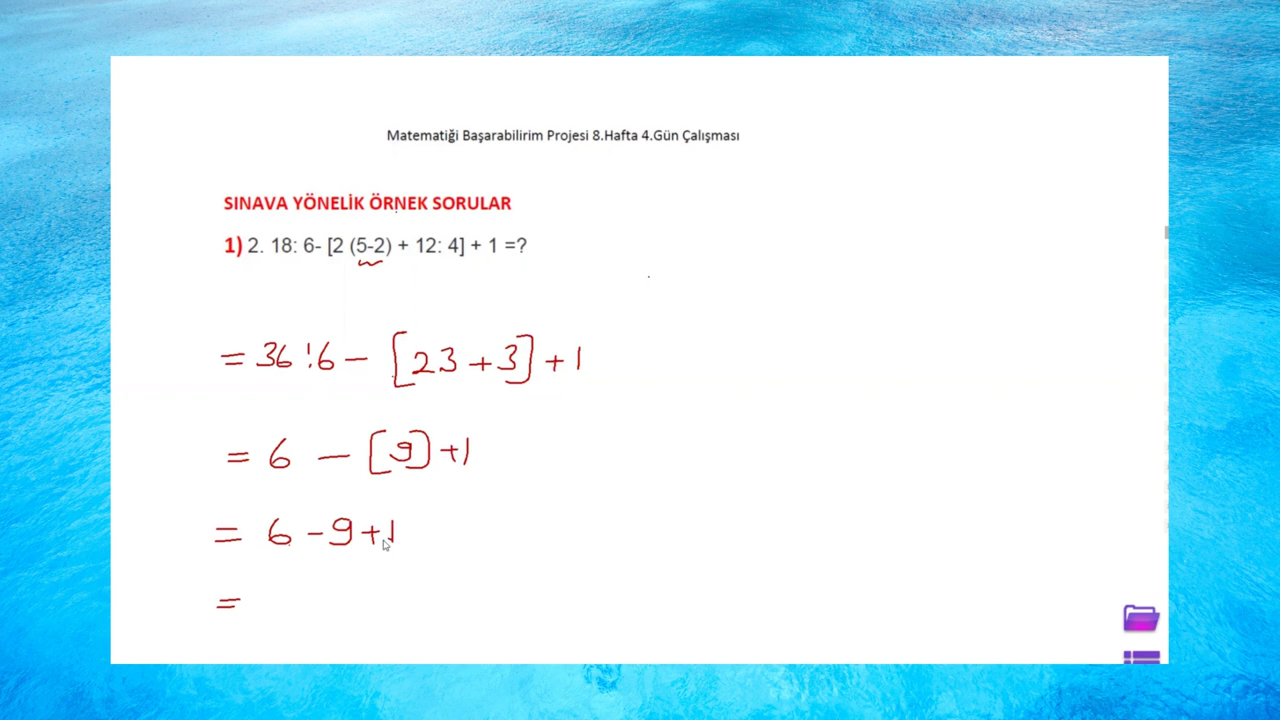 Matematiği Başarabilirim Projesi 8.Hafta 4.Gün Çalışması
SINAVA YÖNELİK ÖRNEK SORULAR
1) 2. 18: 6- [2 (5-2) + 12: 4] + 1 =?
= 36 : 6 - [2 3 + 3] + 1
= 6 - [9] + 1
= 6 - 9 + 1
=